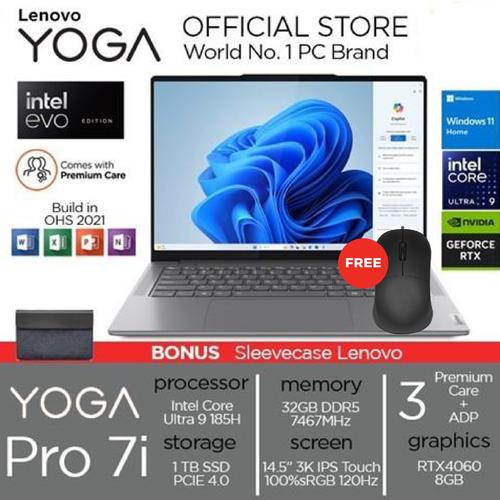 Lenovo
YOGA
OFFICIAL STORE
World No. 1 PC Brand
intel
evo EDITION
Comes with
Premium Care
Build in
OHS 2021
W X P N
Copilot
Windows
Windows 11
Home
intel
CORE
ULTRA 9
NVIDIA
GEFORCE
RTX
FREE
BONUS Sleevecase Lenovo
YOGA
Pro 7i
processor
Intel Core
Ultra 9 185H
storage
1 TB SSD
PCIE 4.0
memory
32GB DDR5
7467MHz
screen
14.5" 3K IPS Touch
100%sRGB 120Hz
3 Premium
Care
+
ADP
graphics
RTX4060
8GB